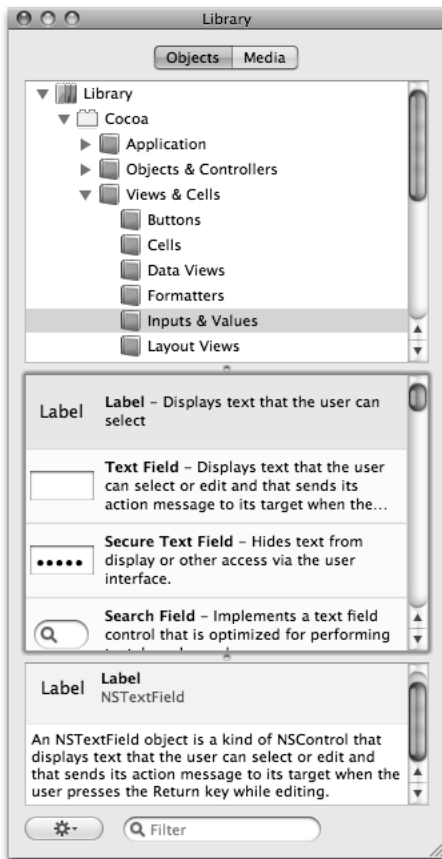 Library
Objects Media
Library
Cocoa
Application
Objects & Controllers
Views & Cells
Buttons
Cells
Data Views
Formatters
Inputs & Values
Layout Views
Label
Label – Displays text that the user can
select
Text Field – Displays text that the user
can select or edit and that sends its
action message to its target when the...
Secure Text Field – Hides text from
display or other access via the user
interface.
Search Field – Implements a text field
control that is optimized for performing
Label
Label
NSTextField
An NSTextField object is a kind of NSControl that
displays text that the user can select or edit and
that sends its action message to its target when the
user presses the Return key while editing.
Filter